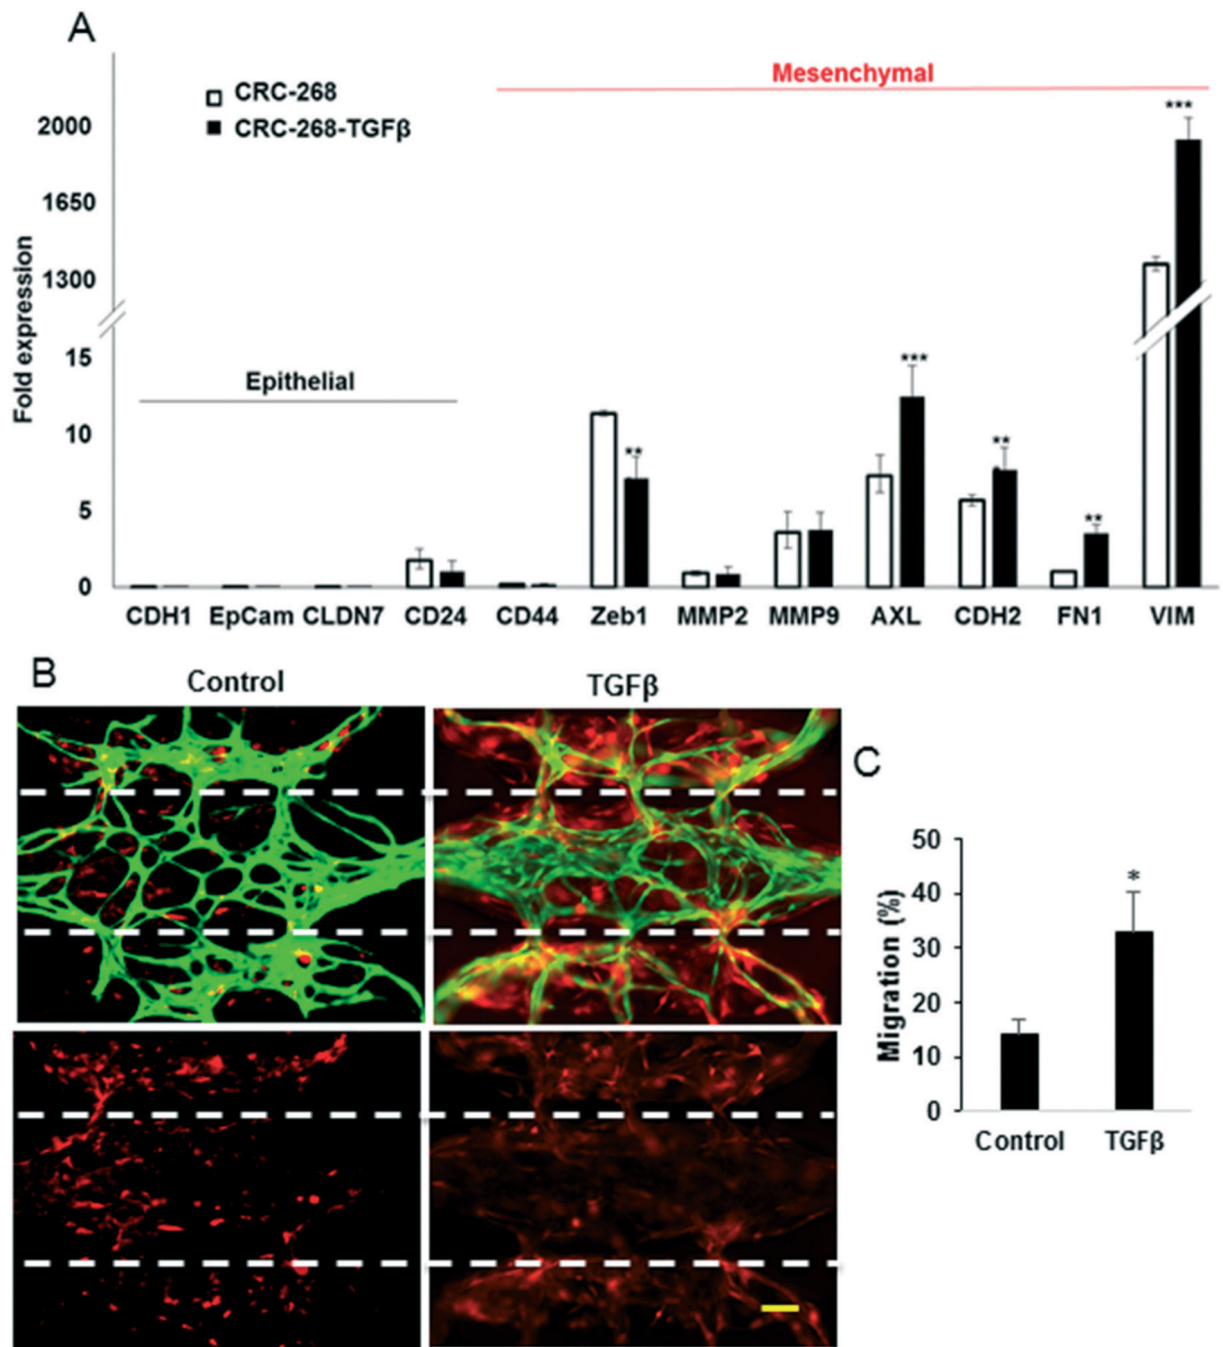 A
Mesenchymal
CRC-268
CRC-268-TGFβ
***
2000
1650
1300
Fold expression
15
***
Epithelial
10
**
**
5
**
0
CDH1 EpCam CLDN7 CD24 CD44 Zeb1 MMP2 MMP9 AXL CDH2 FN1 VIM
B
Control
TGFβ
C
50
40
30
20
10
0
*
Migration (%)
Control
TGFβ